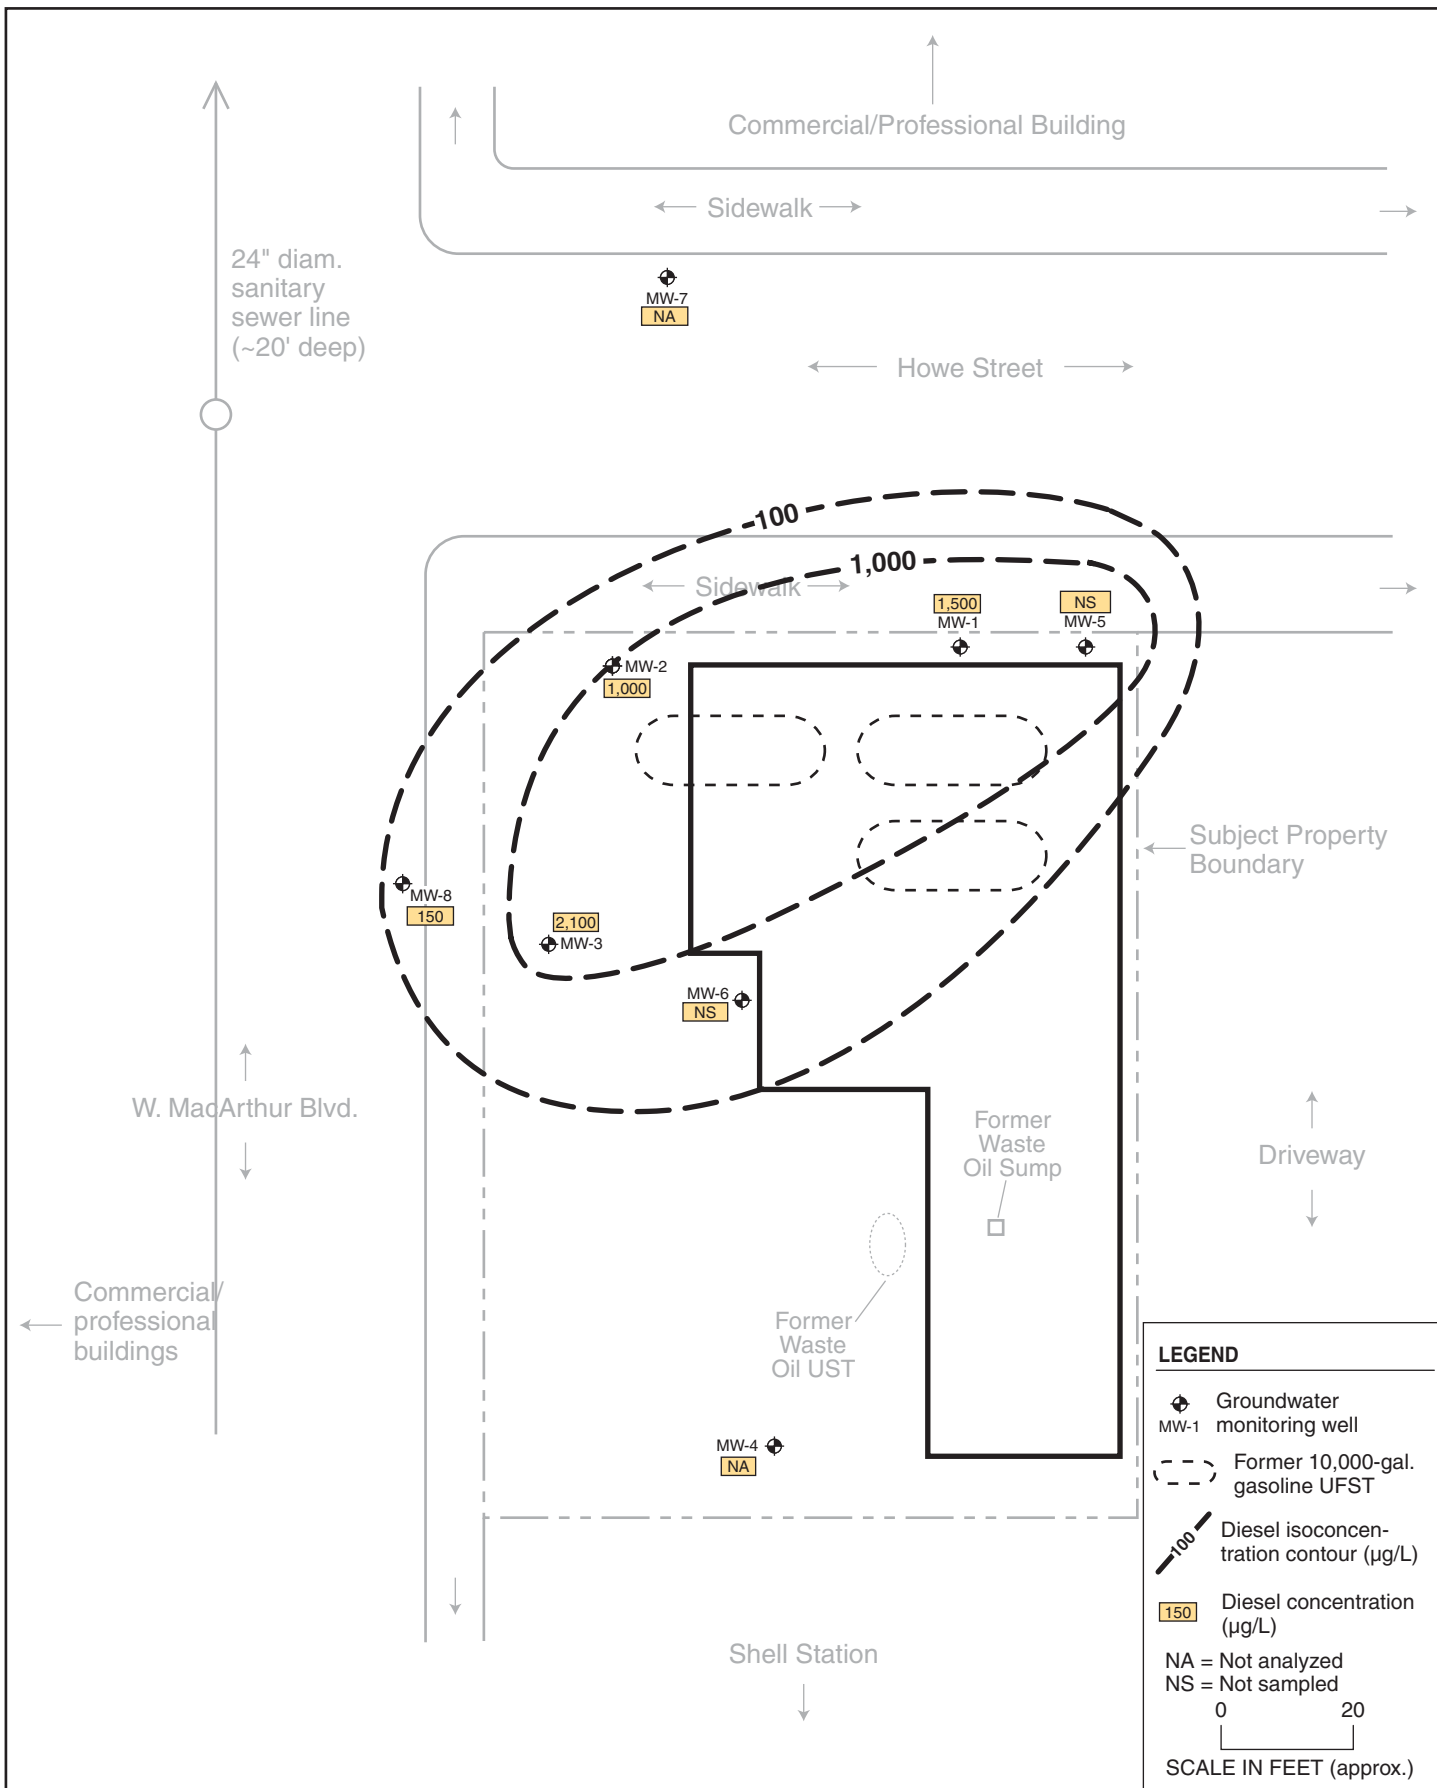 Commercial/Professional Building
Sidewalk
24" diam.
sanitary
sewer line
(~20' deep)
MW-7
NA
Howe Street
100
1,000
Sidewalk
1,500
MW-1
NS
MW-5
MW-2
1,000
Subject Property
Boundary
MW-8
150
2,100
MW-3
MW-6
NS
W. MacArthur Blvd.
Former
Waste
Oil Sump
Driveway
Commercial/
professional
buildings
Former
Waste
Oil UST
MW-4
NA
Shell Station
LEGEND
MW-1
Groundwater
monitoring well
Former 10,000-gal.
gasoline UFST
100
Diesel isoconcen-
tration contour (µg/L)
150
Diesel concentration
(µg/L)
NA = Not analyzed
NS = Not sampled
0 20
SCALE IN FEET (approx.)